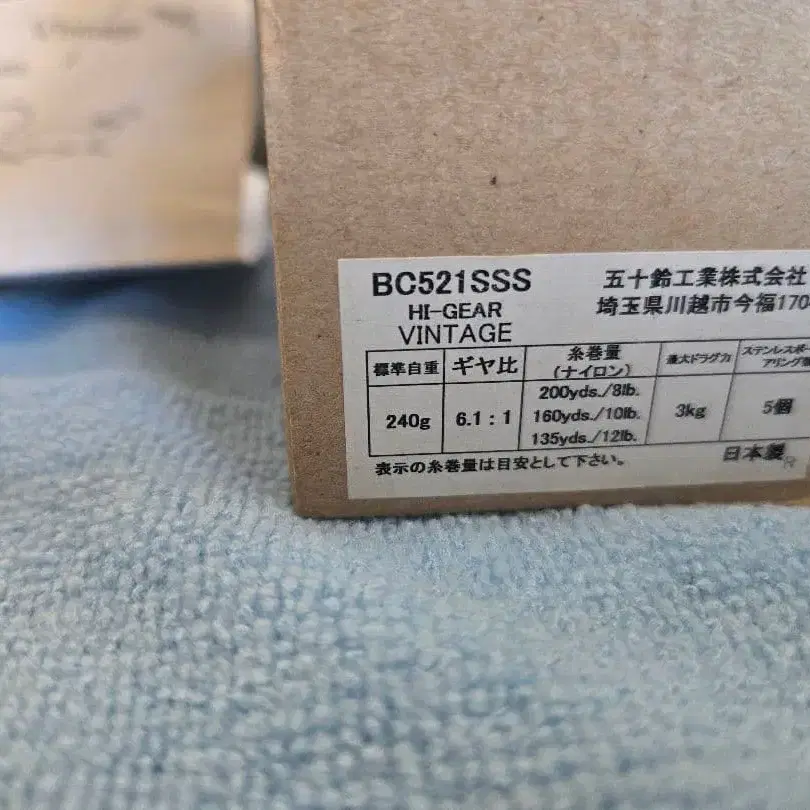 BC521SSS
HI-GEAR
VINTAGE
五十鈴工業株式会社
埼玉県川越市今福170
標準自重 ギヤ比 糸巻量 最大ドラグ力 ステンレスボー
(ナイロン) アリング
240g 6.1:1 200yds./8lb. 3kg 5個
160yds./10lb.
135yds./12lb.
表示の糸巻量は目安として下さい。 日本製
R